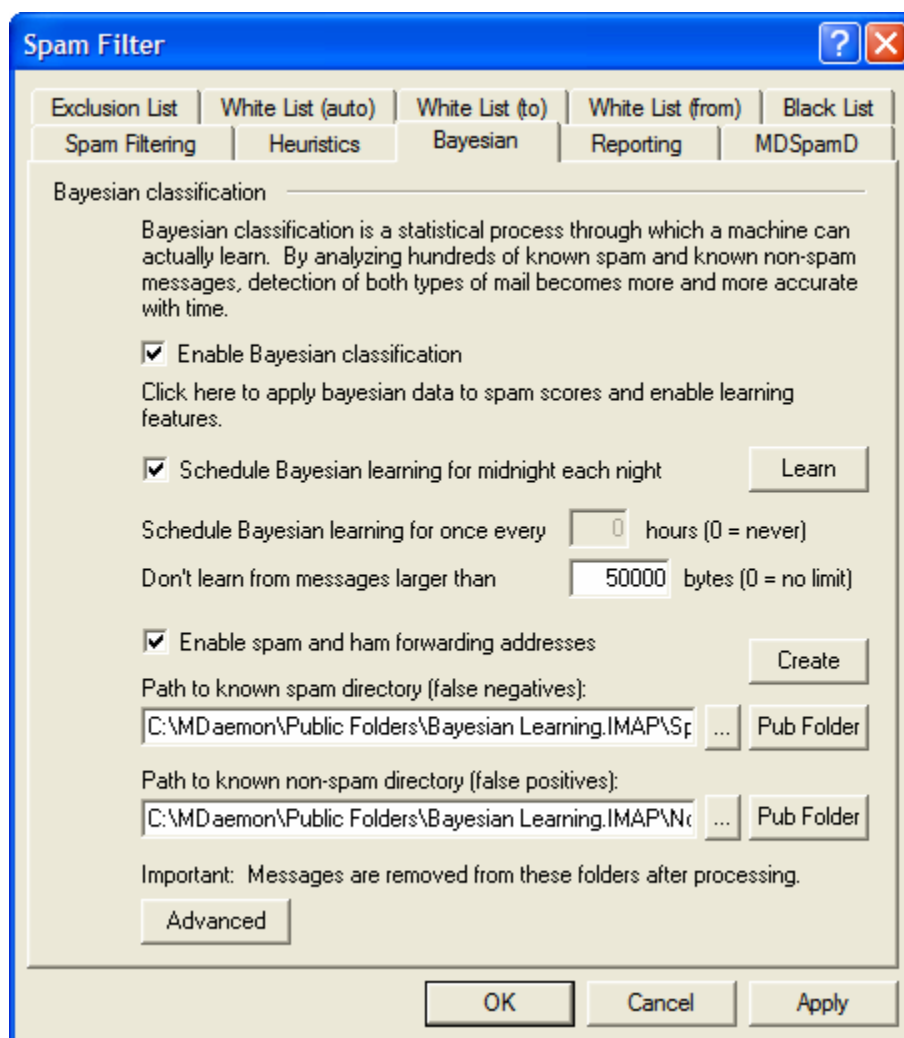 Spam Filter
Exclusion List White List (auto) White List (to) White List (from) Black List
Spam Filtering Heuristics Bayesian Reporting MDSpamD
Bayesian classification
Bayesian classification is a statistical process through which a machine can
actually learn. By analyzing hundreds of known spam and known non-spam
messages, detection of both types of mail becomes more and more accurate
with time.
Enable Bayesian classification
Click here to apply bayesian data to spam scores and enable learning
features.
Schedule Bayesian learning for midnight each night Learn
Schedule Bayesian learning for once every 0 hours (0 = never)
Don't learn from messages larger than 50000 bytes (0 = no limit)
Enable spam and ham forwarding addresses
Create
Path to known spam directory (false negatives):
C:\MDaemon\Public Folders\Bayesian Learning.IMAP\Sp ... Pub Folder
Path to known non-spam directory (false positives):
C:\MDaemon\Public Folders\Bayesian Learning.IMAP\No ... Pub Folder
Important: Messages are removed from these folders after processing.
Advanced
OK Cancel Apply